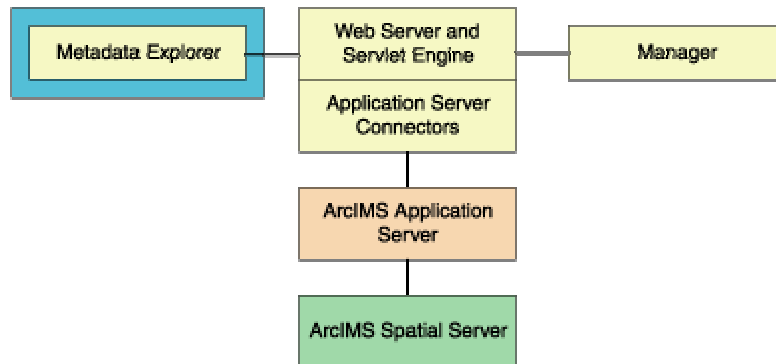 Metadata Explorer
Web Server and
Servlet Engine
Manager
Application Server
Connectors
ArcIMS Application
Server
ArcIMS Spatial Server